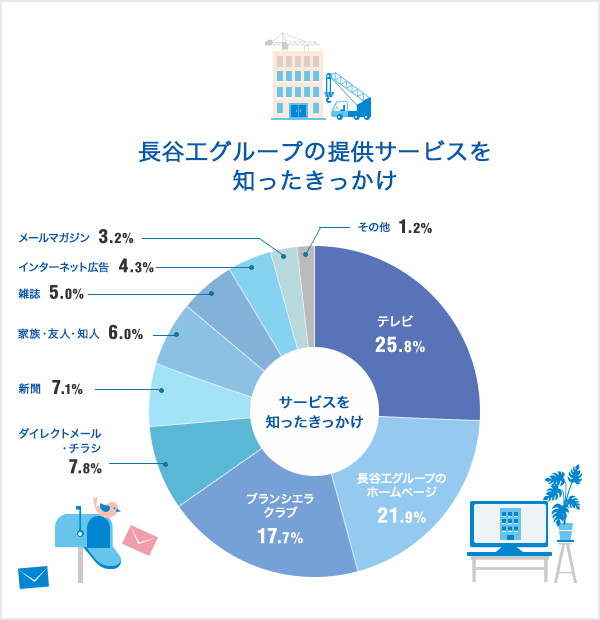 長谷工グループの提供サービスを
知ったきっかけ
メールマガジン 3.2%
その他 1.2%
インターネット広告 4.3%
雑誌 5.0%
家族・友人・知人 6.0%
新聞 7.1%
ダイレクトメール
・チラシ
7.8%
テレビ
25.8%
サービスを
知ったきっかけ
長谷工グループの
ホームページ
21.9%
ブランシエラ
クラブ
17.7%